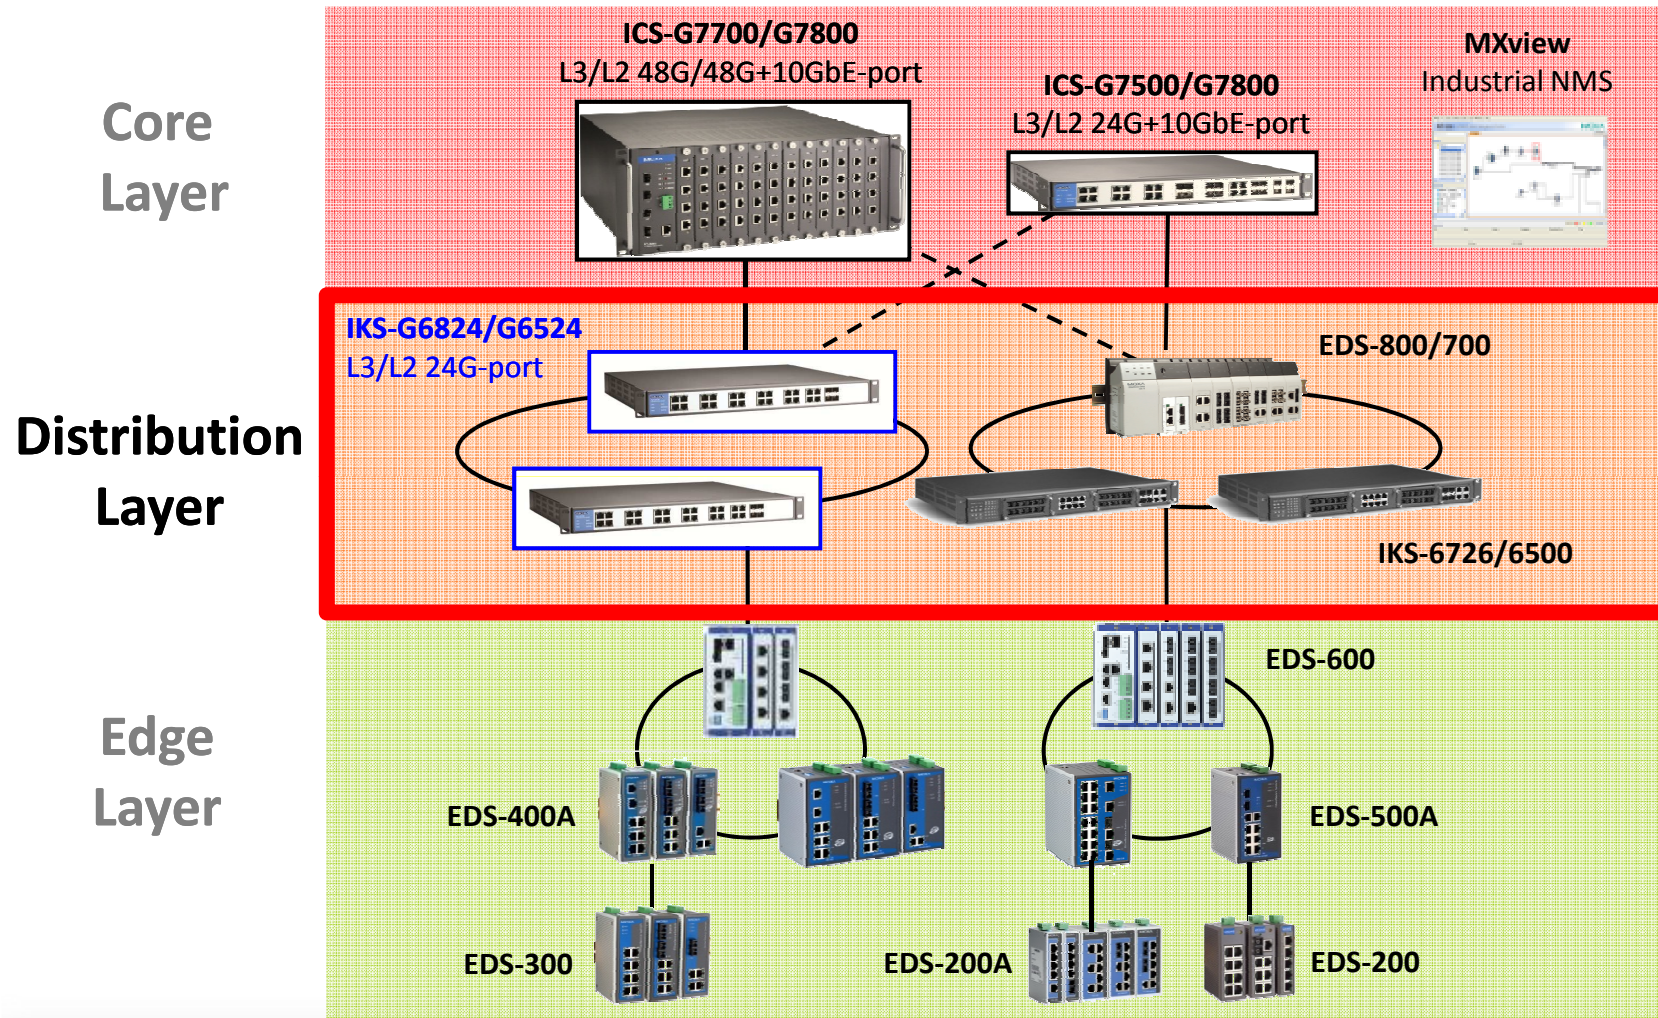 ICS-G7700/G7800
L3/L2 48G/48G+10GbE-port
ICS-G7500/G7800
L3/L2 24G+10GbE-port
MXview
Industrial NMS
Core
Layer
IKS-G6824/G6524
L3/L2 24G-port
EDS-800/700
Distribution
Layer
IKS-6726/6500
EDS-600
Edge
Layer
EDS-400A
EDS-500A
EDS-300
EDS-200A
EDS-200